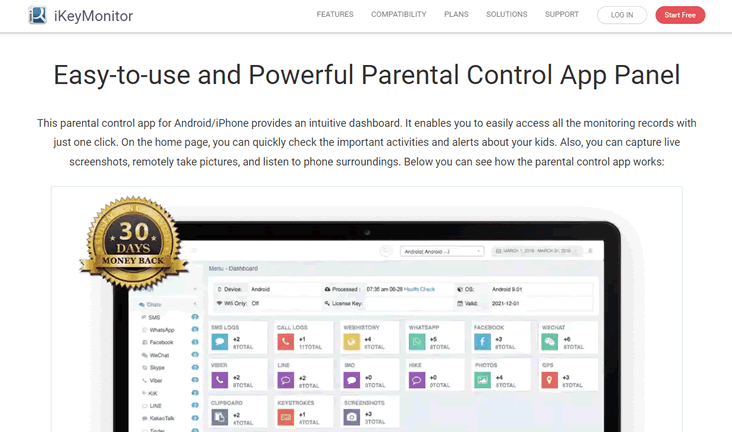 iKeyMonitor
FEATURES COMPATIBILITY PLANS SOLUTIONS SUPPORT LOG IN Start Free
Easy-to-use and Powerful Parental Control App Panel
This parental control app for Android/iPhone provides an intuitive dashboard. It enables you to easily access all the monitoring records with
just one click. On the home page, you can quickly check the important activities and alerts about your kids. Also, you can capture live
screenshots, remotely take pictures, and listen to phone surroundings. Below you can see how the parental control app works:
30
DAYS
MONEY BACK
Android( Android
MARCH 1, 2018 MARCH 31, 2018
Menu - Dashboard
Device: Android Processed : 07:35 am 08-28 Health Check OS: Android 9.01
Wifi Only: Off License Key: Valid: 2021-12-01
Chats
SMS
WhatsApp
Facebook
WeChat
Skype
Viber
KiK
LINE
KakaoTalk
Tinder
SMS LOGS CALL LOGS WEBHISTORY WHATSAPP FACEBOOK WECHAT
+2 +1 +4 +5 +3 +6
8TOTAL 11TOTAL 8TOTAL 8TOTAL 8TOTAL 8TOTAL
VIBER LINE IMO HIKE PHOTOS GPS
+2 +2 +0 +0 +4 +3
8TOTAL 6TOTAL 0TOTAL 0TOTAL 8TOTAL 1TOTAL
CLIPBOARD KEYSTROKES SCREENSHOTS
+2 +1 +3
6TOTAL 4TOTAL 3TOTAL